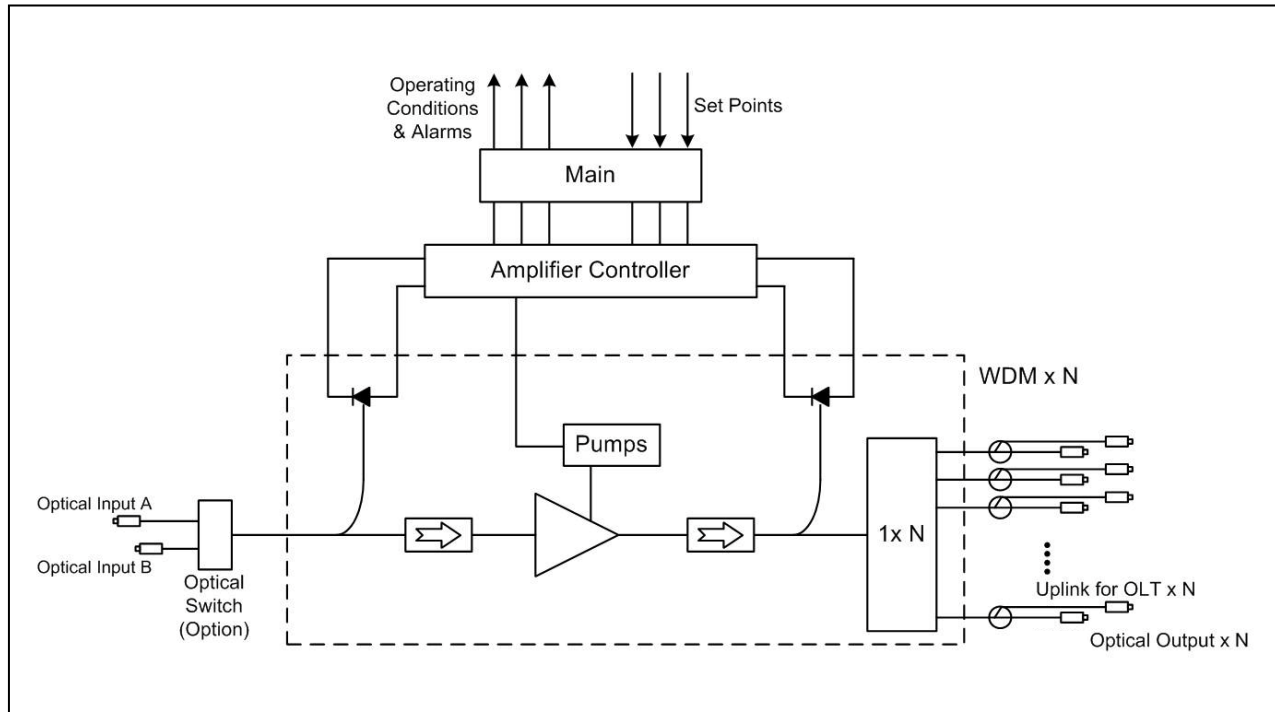 Operating
Conditions
& Alarms
Set Points
Main
Amplifier Controller
WDM x N
Pumps
Optical Input A
Optical Input B
Optical
Switch
(Option)
1x N
Uplink for OLT x N
Optical Output x N